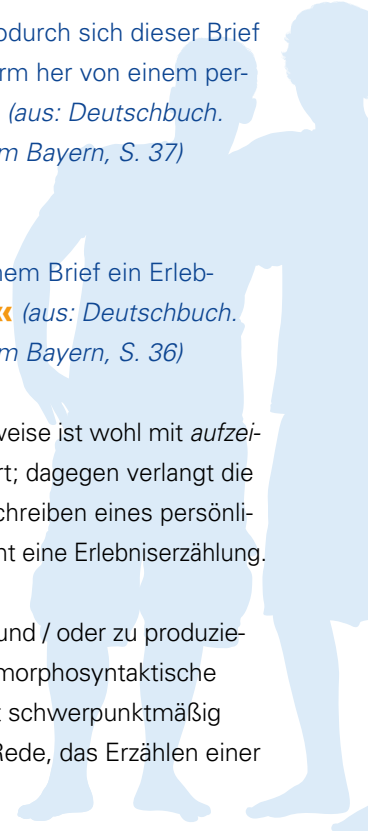 odurch sich dieser Brief
rm her von einem per-
(aus: Deutschbuch.
m Bayern, S. 37)
nem Brief ein Erleb-
« (aus: Deutschbuch.
m Bayern, S. 36)
weise ist wohl mit aufzei-
rt; dagegen verlangt die
chreiben eines persönli-
nt eine Erlebniserzählung.
und / oder zu produzie-
morphosyntaktische
t schwerpunktmäßig
Rede, das Erzählen einer